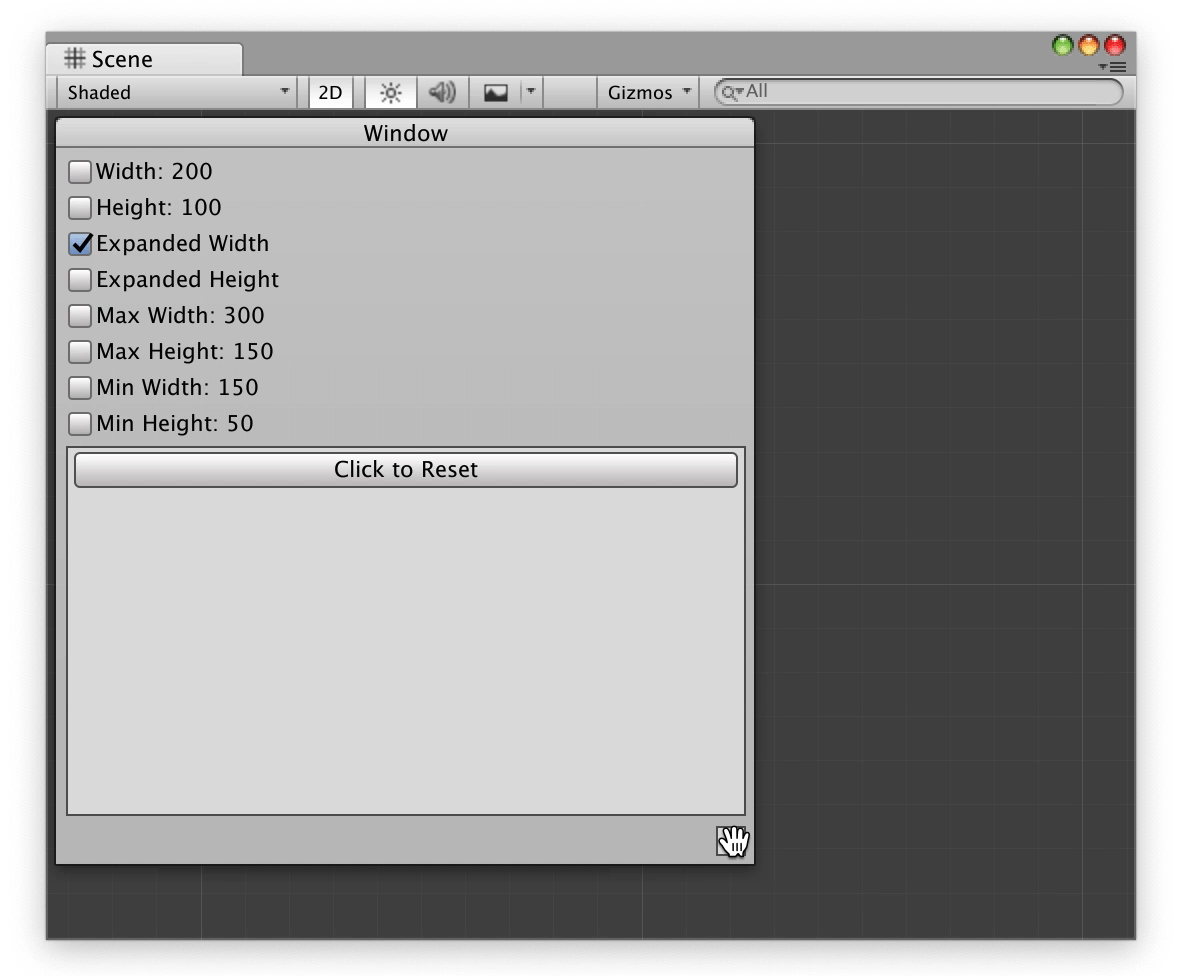 Scene
Shaded 2D Gizmos All
Window
Width: 200
Height: 100
Expanded Width
Expanded Height
Max Width: 300
Max Height: 150
Min Width: 150
Min Height: 50
Click to Reset